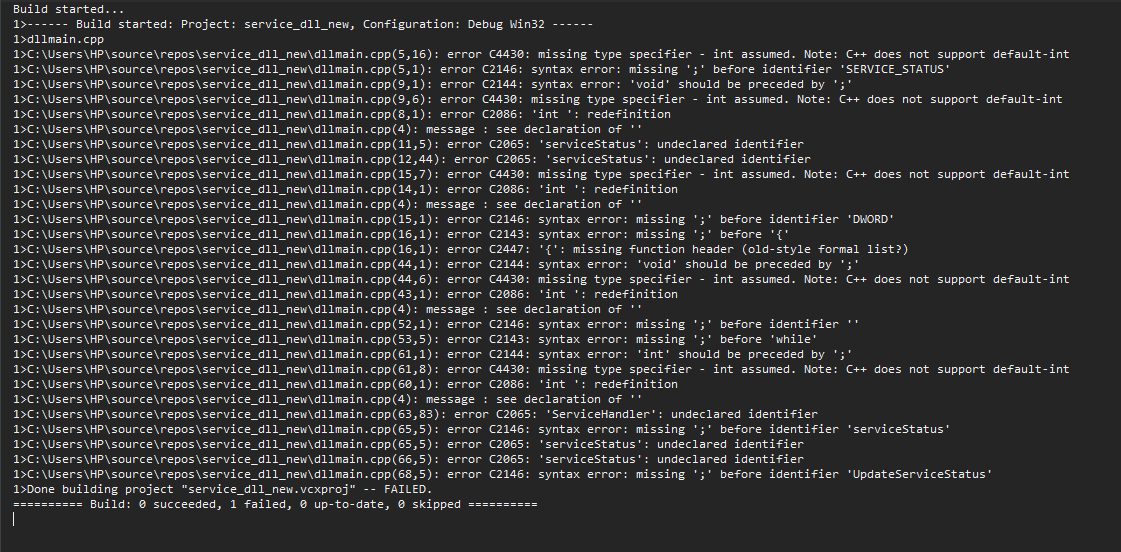 Build started...
1>------ Build started: Project: service_dll_new, Configuration: Debug Win32 ------
1>dllmain.cpp
1>C:\Users\HP\source\repos\service_dll_new\dllmain.cpp(5,16): error C4430: missing type specifier - int assumed. Note: C++ does not support default-int
1>C:\Users\HP\source\repos\service_dll_new\dllmain.cpp(5,1): error C2146: syntax error: missing ';' before identifier 'SERVICE_STATUS'
1>C:\Users\HP\source\repos\service_dll_new\dllmain.cpp(9,1): error C2144: syntax error: 'void' should be preceded by ';'
1>C:\Users\HP\source\repos\service_dll_new\dllmain.cpp(9,6): error C4430: missing type specifier - int assumed. Note: C++ does not support default-int
1>C:\Users\HP\source\repos\service_dll_new\dllmain.cpp(8,1): error C2086: 'int ': redefinition
1>C:\Users\HP\source\repos\service_dll_new\dllmain.cpp(4): message : see declaration of ''
1>C:\Users\HP\source\repos\service_dll_new\dllmain.cpp(11,5): error C2065: 'serviceStatus': undeclared identifier
1>C:\Users\HP\source\repos\service_dll_new\dllmain.cpp(12,44): error C2065: 'serviceStatus': undeclared identifier
1>C:\Users\HP\source\repos\service_dll_new\dllmain.cpp(15,7): error C4430: missing type specifier - int assumed. Note: C++ does not support default-int
1>C:\Users\HP\source\repos\service_dll_new\dllmain.cpp(14,1): error C2086: 'int ': redefinition
1>C:\Users\HP\source\repos\service_dll_new\dllmain.cpp(4): message : see declaration of ''
1>C:\Users\HP\source\repos\service_dll_new\dllmain.cpp(15,1): error C2146: syntax error: missing ';' before identifier 'DWORD'
1>C:\Users\HP\source\repos\service_dll_new\dllmain.cpp(16,1): error C2143: syntax error: missing ';' before '{'
1>C:\Users\HP\source\repos\service_dll_new\dllmain.cpp(16,1): error C2447: '{': missing function header (old-style formal list?)
1>C:\Users\HP\source\repos\service_dll_new\dllmain.cpp(44,1): error C2144: syntax error: 'void' should be preceded by ';'
1>C:\Users\HP\source\repos\service_dll_new\dllmain.cpp(44,6): error C4430: missing type specifier - int assumed. Note: C++ does not support default-int
1>C:\Users\HP\source\repos\service_dll_new\dllmain.cpp(43,1): error C2086: 'int ': redefinition
1>C:\Users\HP\source\repos\service_dll_new\dllmain.cpp(4): message : see declaration of ''
1>C:\Users\HP\source\repos\service_dll_new\dllmain.cpp(52,1): error C2146: syntax error: missing ';' before identifier ''
1>C:\Users\HP\source\repos\service_dll_new\dllmain.cpp(53,5): error C2143: syntax error: missing ';' before 'while'
1>C:\Users\HP\source\repos\service_dll_new\dllmain.cpp(61,1): error C2144: syntax error: 'int' should be preceded by ';'
1>C:\Users\HP\source\repos\service_dll_new\dllmain.cpp(61,8): error C4430: missing type specifier - int assumed. Note: C++ does not support default-int
1>C:\Users\HP\source\repos\service_dll_new\dllmain.cpp(60,1): error C2086: 'int ': redefinition
1>C:\Users\HP\source\repos\service_dll_new\dllmain.cpp(4): message : see declaration of ''
1>C:\Users\HP\source\repos\service_dll_new\dllmain.cpp(63,83): error C2065: 'ServiceHandler': undeclared identifier
1>C:\Users\HP\source\repos\service_dll_new\dllmain.cpp(65,5): error C2146: syntax error: missing ';' before identifier 'serviceStatus'
1>C:\Users\HP\source\repos\service_dll_new\dllmain.cpp(65,5): error C2065: 'serviceStatus': undeclared identifier
1>C:\Users\HP\source\repos\service_dll_new\dllmain.cpp(66,5): error C2065: 'serviceStatus': undeclared identifier
1>C:\Users\HP\source\repos\service_dll_new\dllmain.cpp(68,5): error C2146: syntax error: missing ';' before identifier 'UpdateServiceStatus'
1>Done building project "service_dll_new.vcxproj" -- FAILED.
========== Build: 0 succeeded, 1 failed, 0 up-to-date, 0 skipped ==========